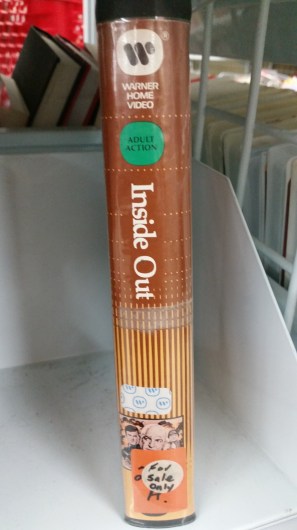 WARNER
HOME
VIDEO
ADULT
ACTION
Inside Out
For
Sale
only
M.